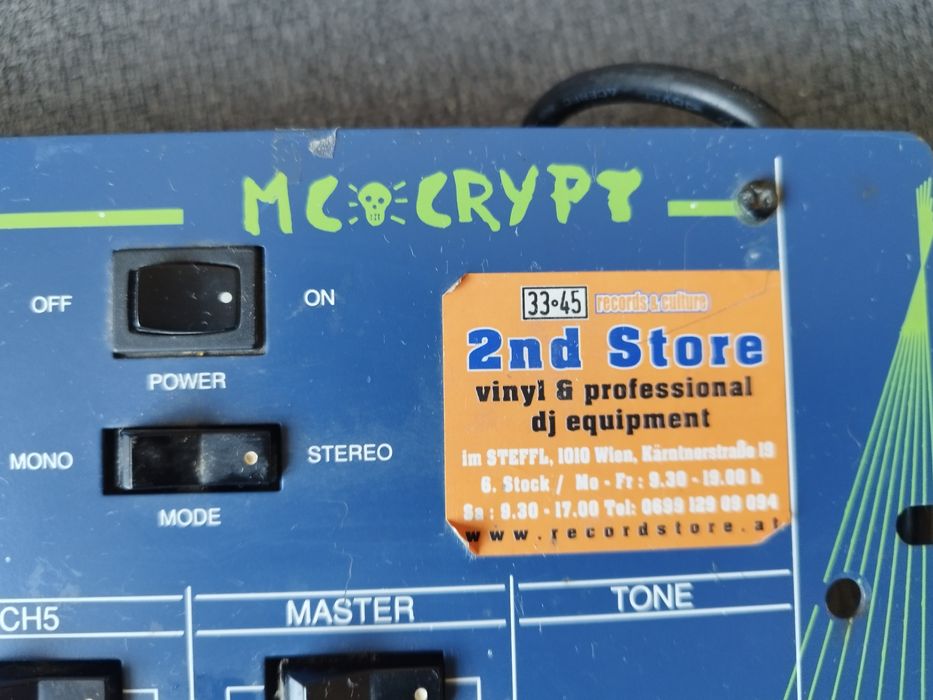 MC CRYPT
OFF
ON
POWER
MONO
STEREO
MODE
33•45 records & culture
2nd Store
vinyl & professional
dj equipment
im STEFFL, 1010 Wien, Kärntnerstraße 19
6. Stock / Mo - Fr : 9.30 - 19.00 h
Sa : 9.30 - 17.00 Tel: 0699 129 09 094
www.recordstore.at
CH5
MASTER
TONE